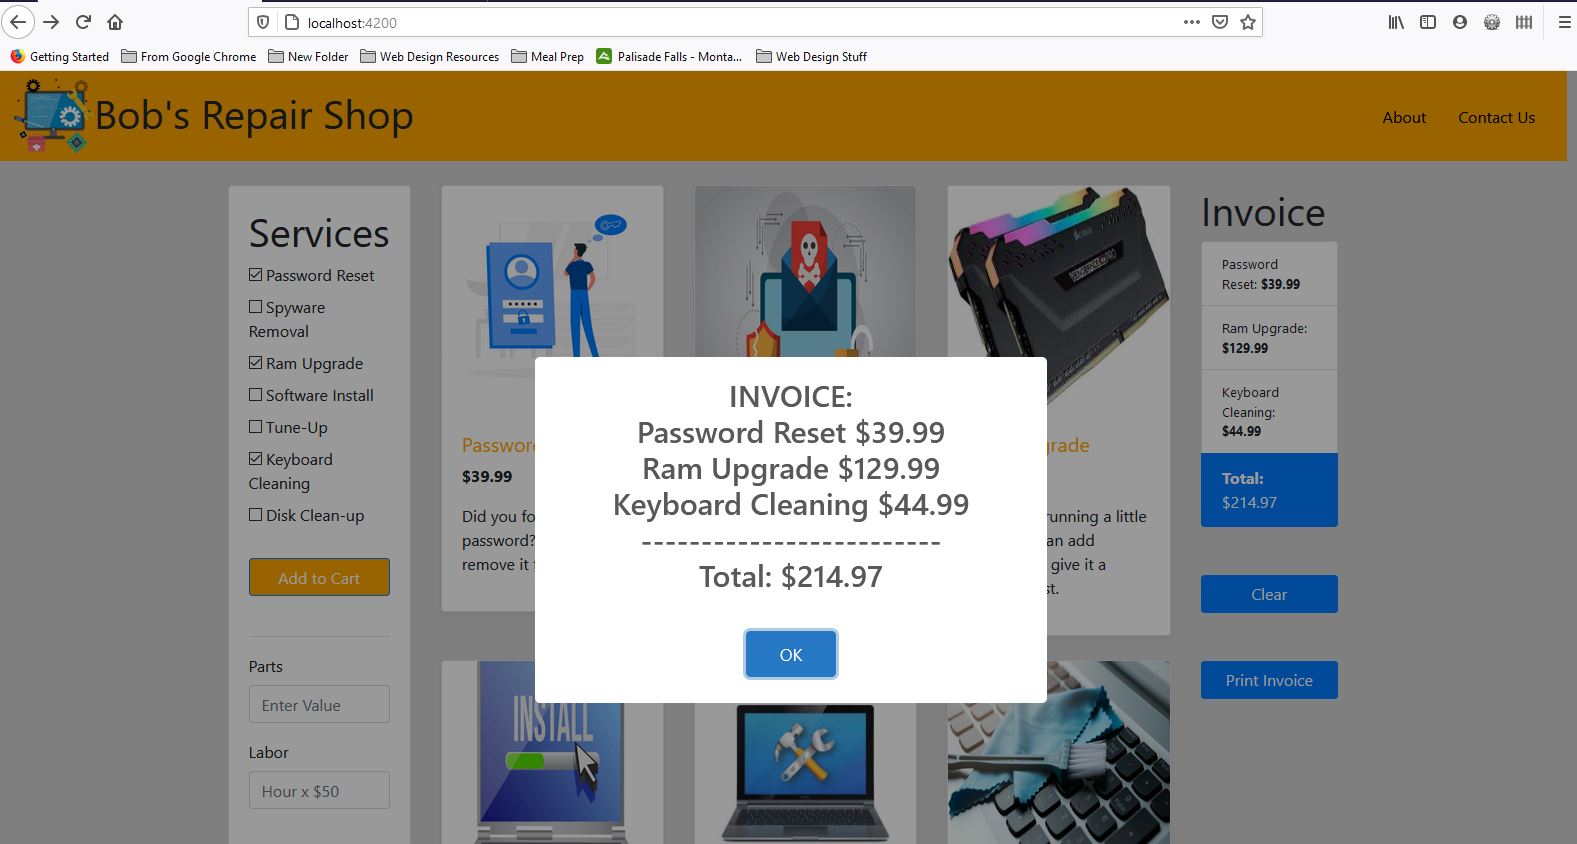 localhost:4200
Getting Started
From Google Chrome
New Folder
Web Design Resources
Meal Prep
Palisade Falls - Monta...
Web Design Stuff
Bob's Repair Shop
About
Contact Us
Services
Password Reset
Spyware
Removal
Ram Upgrade
Software Install
Tune-Up
Keyboard
Cleaning
Disk Clean-up
Add to Cart
Parts
Enter Value
Labor
Hour x $50
Passwor
$39.99
Did you fo
password?
remove it
grade
running a little
an add
give it a
st.
INSTALL
INVOICE:
Password Reset $39.99
Ram Upgrade $129.99
Keyboard Cleaning $44.99
-------------------------
Total: $214.97
OK
Invoice
Password
Reset: $39.99
Ram Upgrade:
$129.99
Keyboard
Cleaning:
$44.99
Total:
$214.97
Clear
Print Invoice